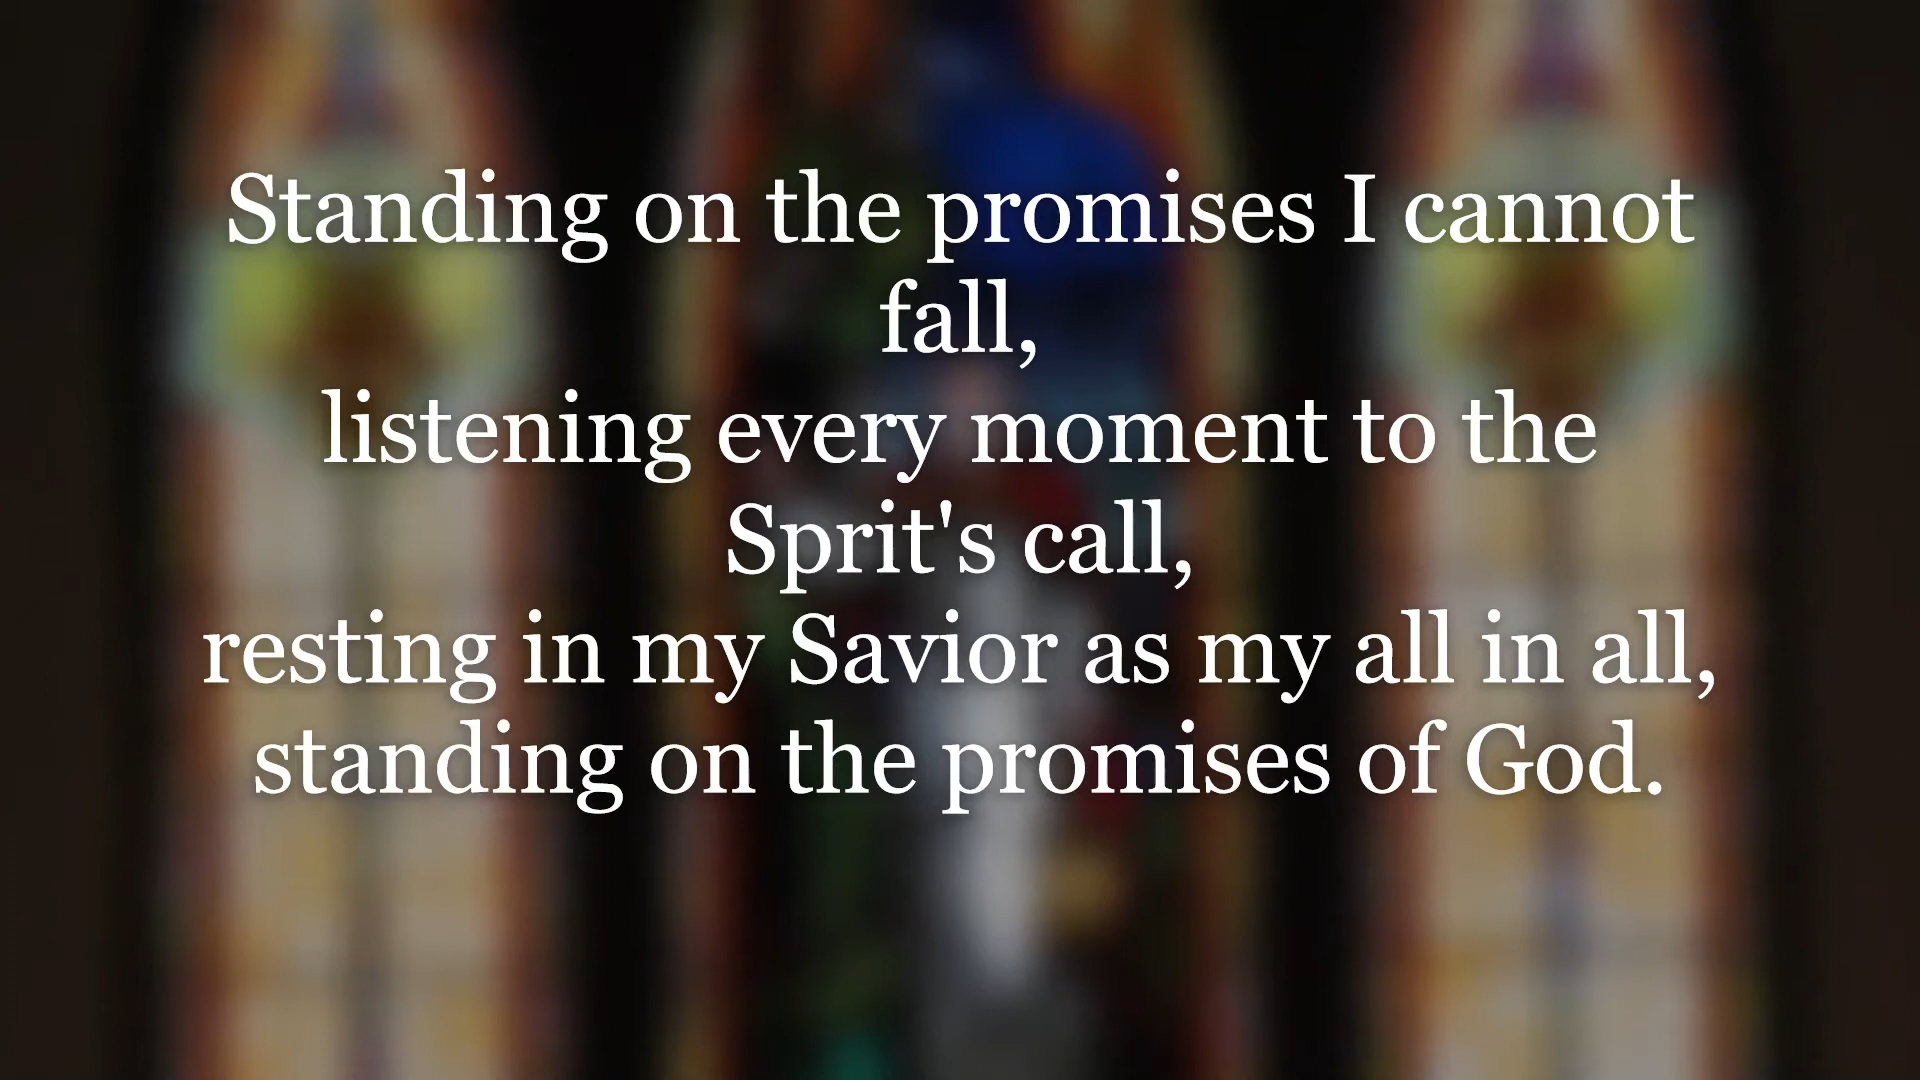 Standing on the promises I cannot
fall,
listening every moment to the
Sprit's call,
resting in my Savior as my all in all,
standing on the promises of God.